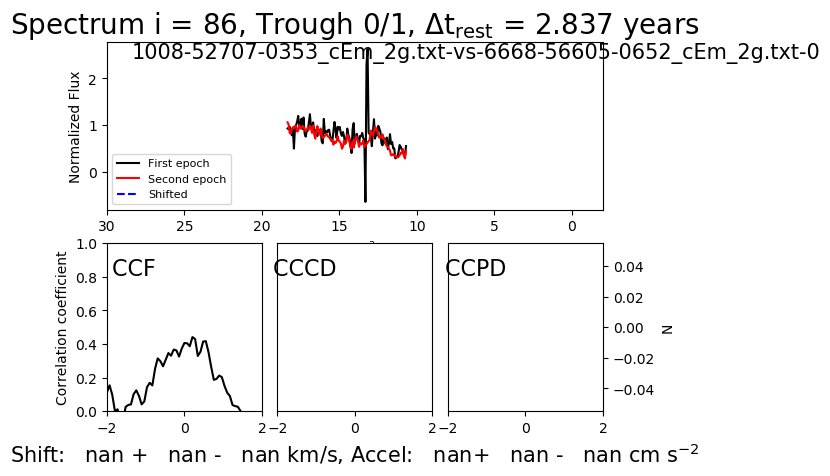 Spectrum i = 86, Trough 0/1, Δt_rest = 2.837 years
1008-52707-0353_cEm_2g.txt-vs-6668-56605-0652_cEm_2g.txt-0
Normalized Flux
2
1
0
First epoch
Second epoch
Shifted
30 25 20 15 10 5 0
Correlation coefficient
1.0
0.8
0.6
0.4
0.2
0.0
CCF
CCCD
CCPD
0.04
0.02
0.00
−0.02
−0.04
N
−2 0 2
−2 0 2
−2 0 2
Shift: nan + nan - nan km/s, Accel: nan+ nan - nan cm s⁻²